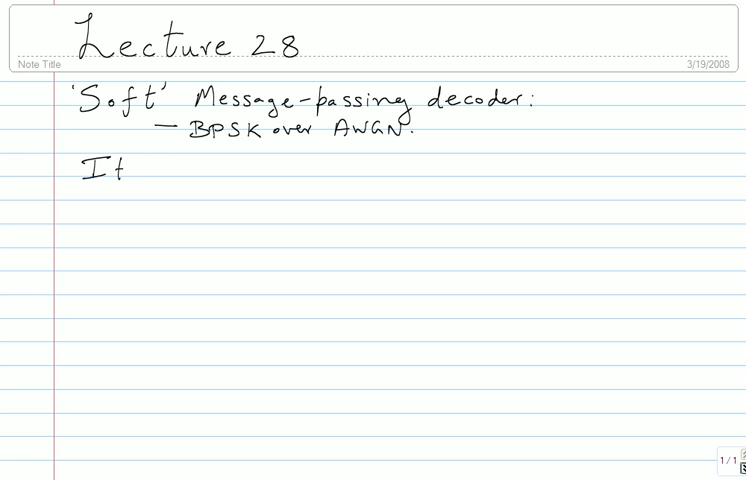 Lecture 28
Note Title
3/19/2008
'Soft' Message-passing decoder:
— BPSK over AWGN.
It
1 / 1